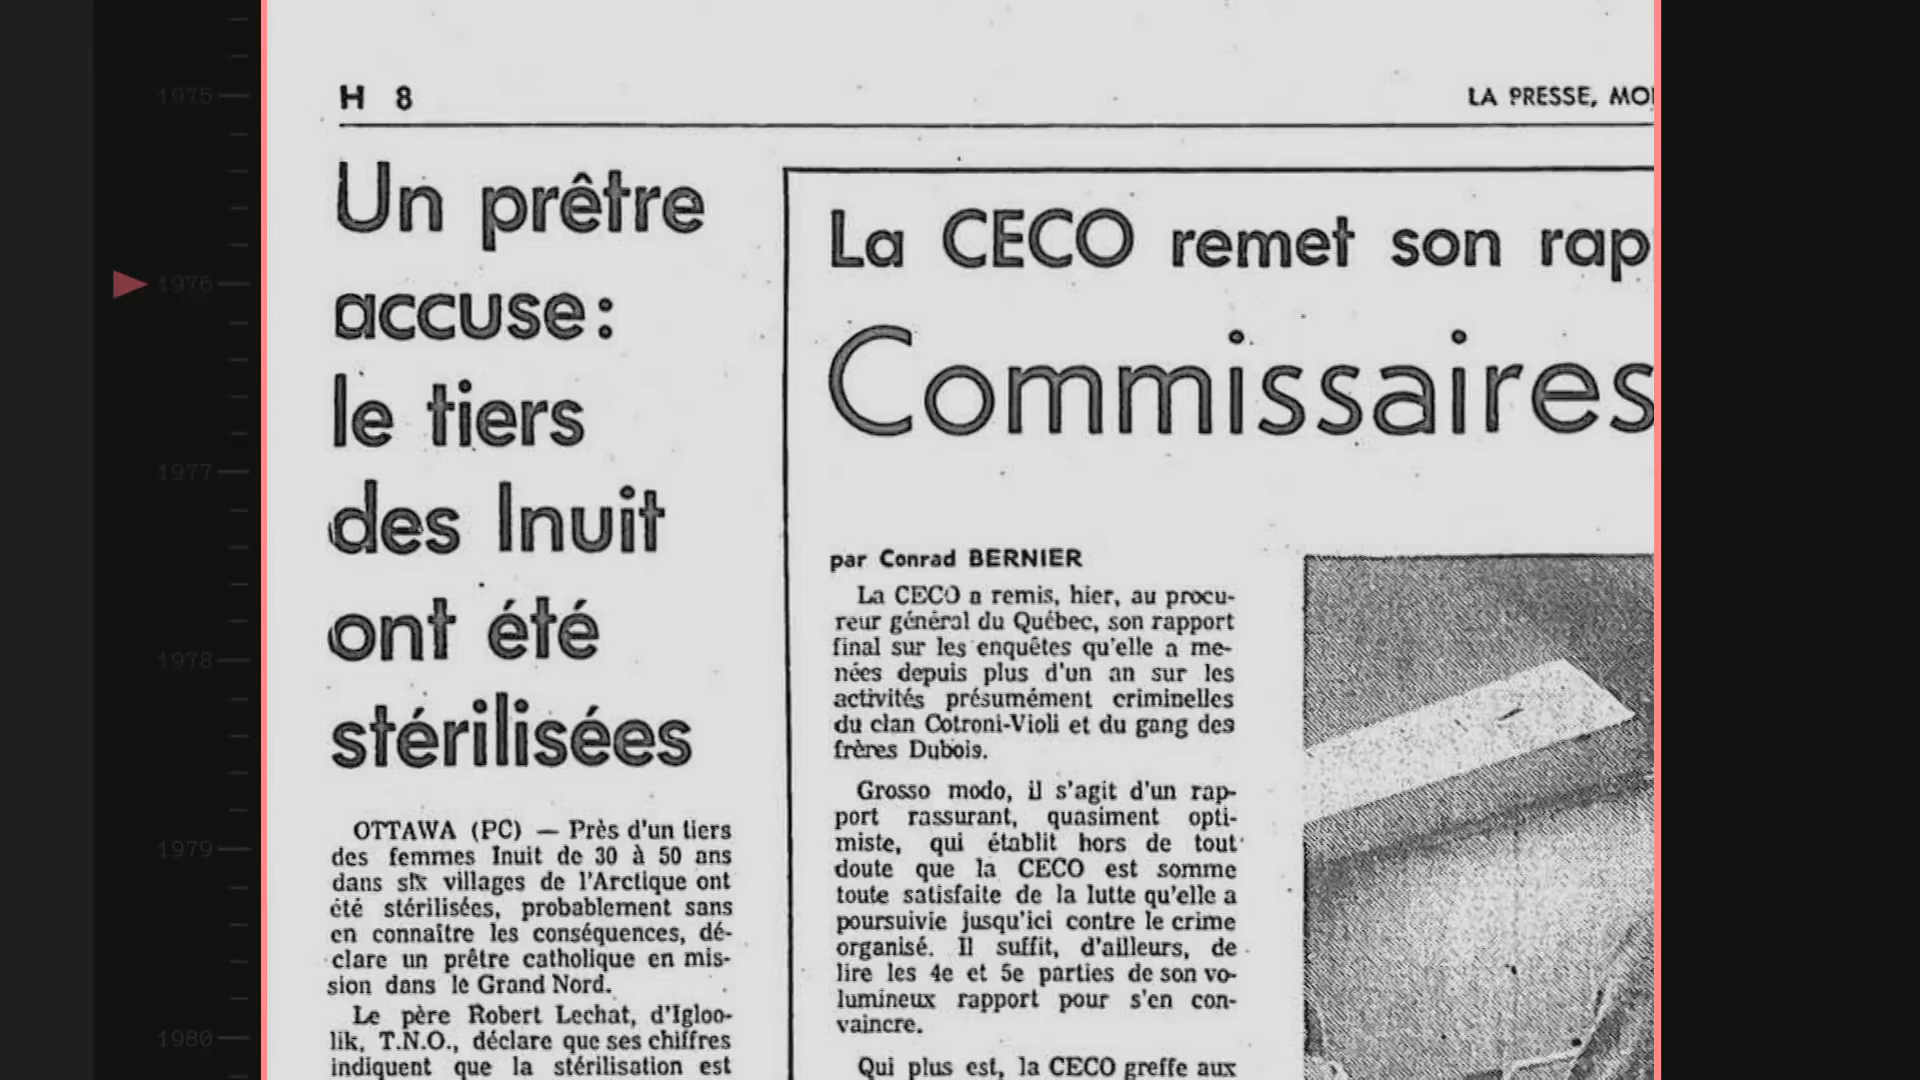 1975
1976
1977
1978
1979
1980
H 8
LA PRESSE,
Un prêtre
accuse:
le tiers
des Inuit
ont été
stérilisées
OTTAWA (PC) — Près d'un tiers
des femmes Inuit de 30 à 50 ans
dans six villages de l'Arctique ont
été stérilisées, probablement sans
en connaître les conséquences, dé-
clare un prêtre catholique en mis-
sion dans le Grand Nord.
Le père Robert Lechat, d'Igloo-
lik, T.N.O., déclare que ses chiffres
indiquent que la stérilisation est
La CECO remet son rap
Commissaires
par Conrad BERNIER
La CECO a remis, hier, au procu-
reur général du Québec, son rapport
final sur les enquêtes qu'elle a me-
nées depuis plus d'un an sur les
activités présumément criminelles
du clan Cotroni-Violi et du gang des
frères Dubois.
Grosso modo, il s'agit d'un rap-
port rassurant, quasiment opti-
miste, qui établit hors de tout
doute que la CECO est somme
toute satisfaite de la lutte qu'elle a
poursuivie jusqu'ici contre le crime
organisé. Il suffit, d'ailleurs, de
lire les 4e et 5e parties de son vo-
lumineux rapport pour s'en con-
vaincre.
Qui plus est, la CECO greffe aux